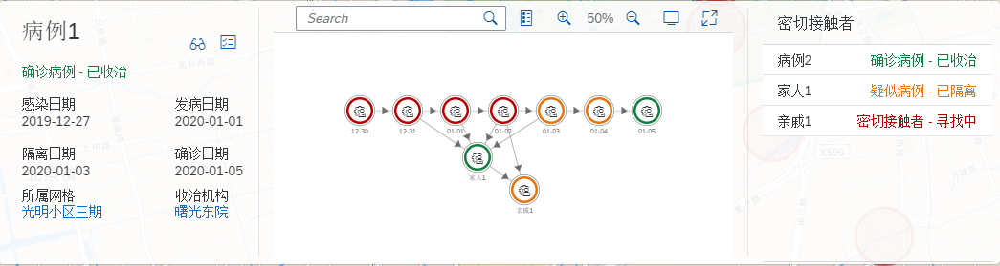 病例1
确诊病例 - 已收治
感染日期
发病日期
2019-12-27
2020-01-01
隔离日期
确诊日期
2020-01-03
2020-01-05
所属网格
收治机构
光明小区三期
曙光东院
Search
50%
12-30
12-31
01-01
01-02
01-03
01-04
01-05
家人1
亲戚1
密切接触者
病例2
确诊病例 - 已收治
家人1
疑似病例 - 已隔离
亲戚1
密切接触者 - 寻找中
X596